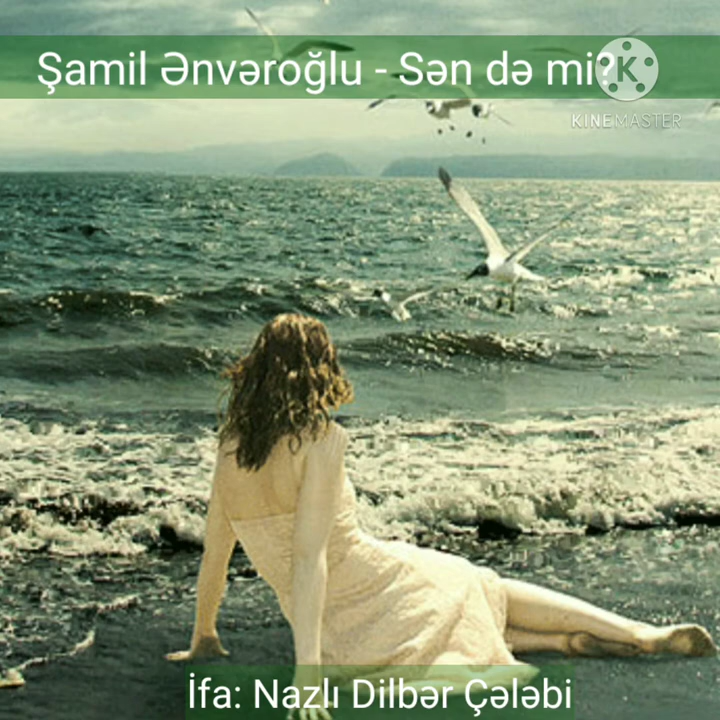 Şamil Ənvəroğlu - Sən də mi?
K
KINEMASTER
İfa: Nazlı Dilbər Çələbi